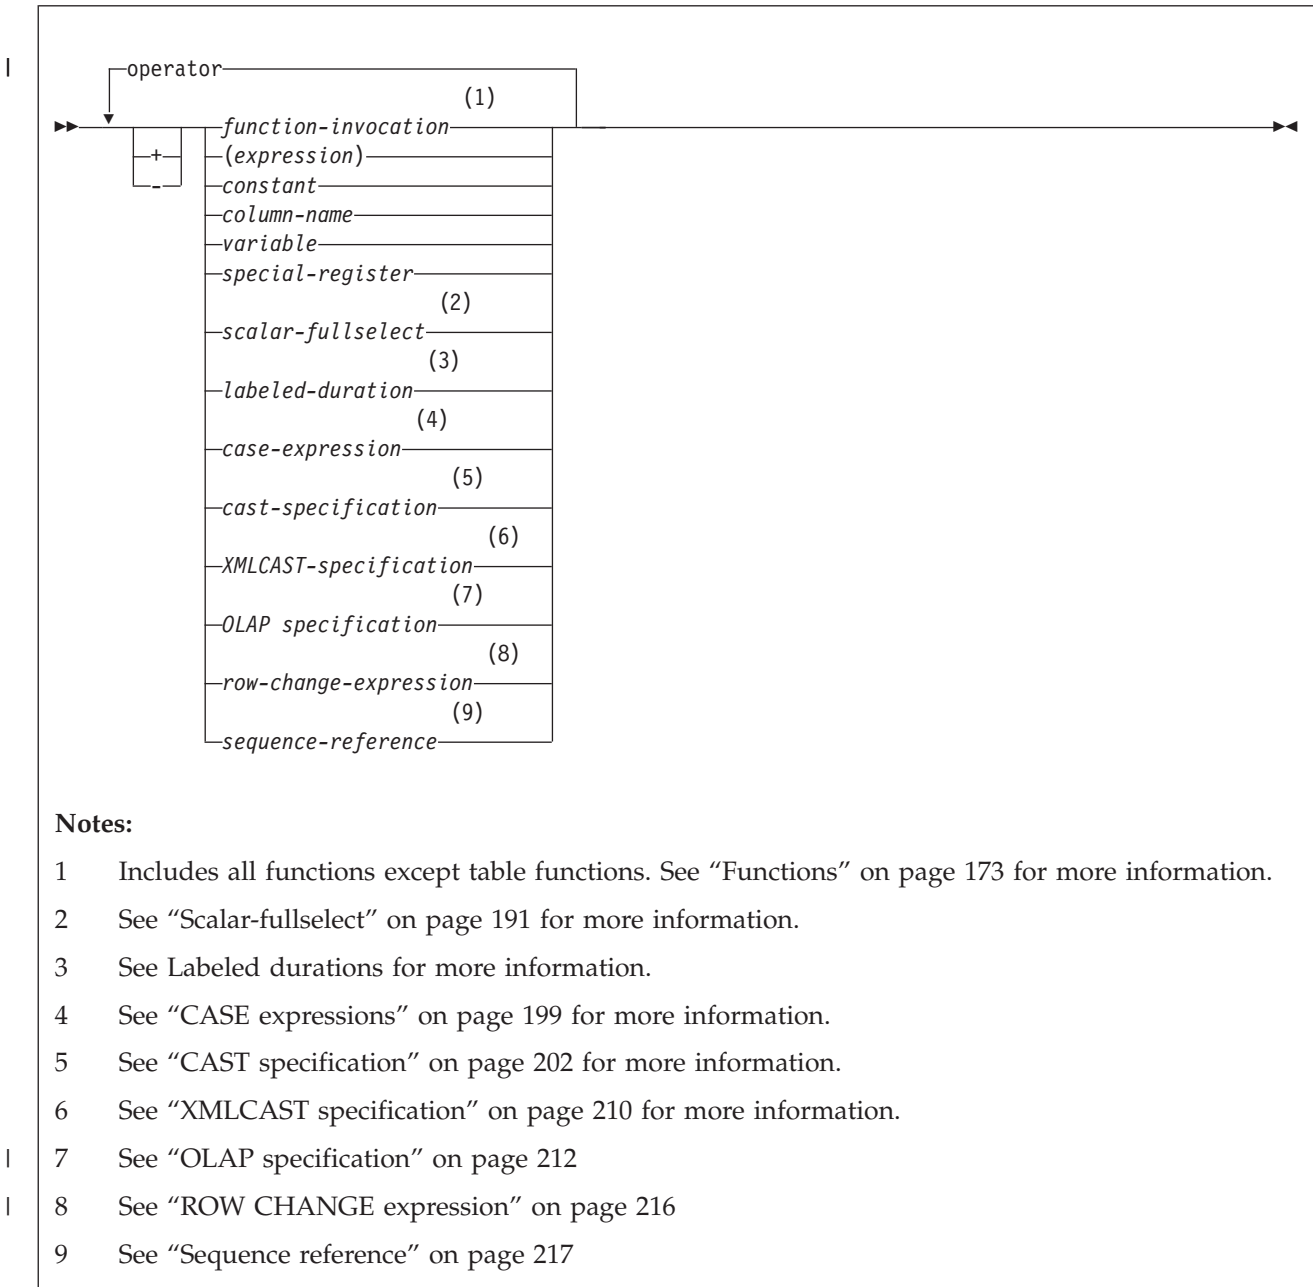 operator
(1)
function-invocation
+
(expression)
-
constant
column-name
variable
special-register
(2)
scalar-fullselect
(3)
labeled-duration
(4)
case-expression
(5)
cast-specification
(6)
XMLCAST-specification
(7)
OLAP specification
(8)
row-change-expression
(9)
sequence-reference
Notes:
1 Includes all functions except table functions. See “Functions” on page 173 for more information.
2 See “Scalar-fullselect” on page 191 for more information.
3 See Labeled durations for more information.
4 See “CASE expressions” on page 199 for more information.
5 See “CAST specification” on page 202 for more information.
6 See “XMLCAST specification” on page 210 for more information.
7 See “OLAP specification” on page 212
8 See “ROW CHANGE expression” on page 216
9 See “Sequence reference” on page 217